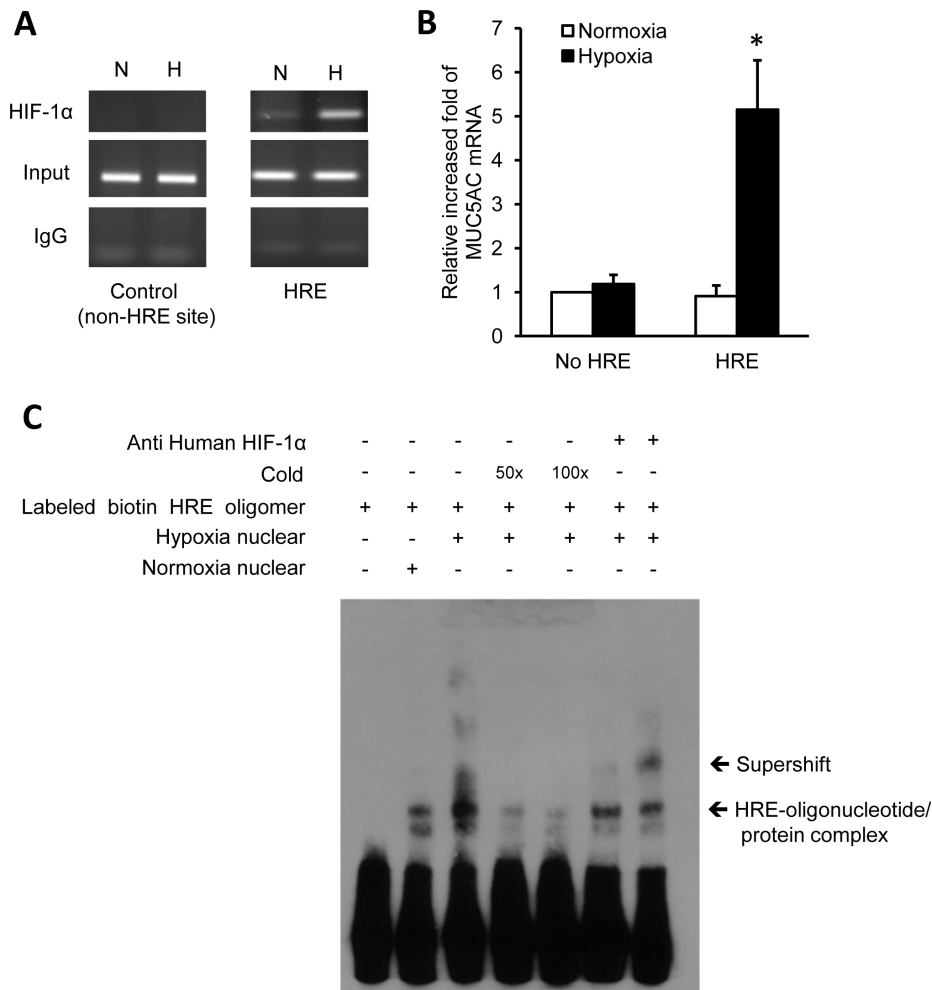 A
N H N H
HIF-1α
Input
IgG
Control
(non-HRE site)
HRE
B
Relative increased fold of
MUC5AC mRNA
7
6
5
4
3
2
1
0
Normoxia
Hypoxia
*
No HRE HRE
C
Anti Human HIF-1α - - - - - + +
Cold - - - 50x 100x - -
Labeled biotin HRE oligomer + + + + + + +
Hypoxia nuclear - - + + + + +
Normoxia nuclear - + - - - - -
← Supershift
← HRE-oligonucleotide/
protein complex